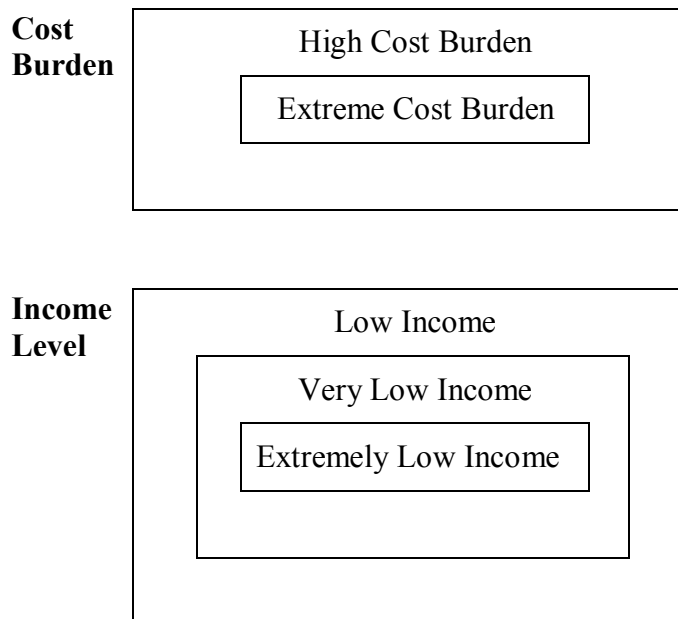 Cost
Burden
High Cost Burden
Extreme Cost Burden
Income
Level
Low Income
Very Low Income
Extremely Low Income